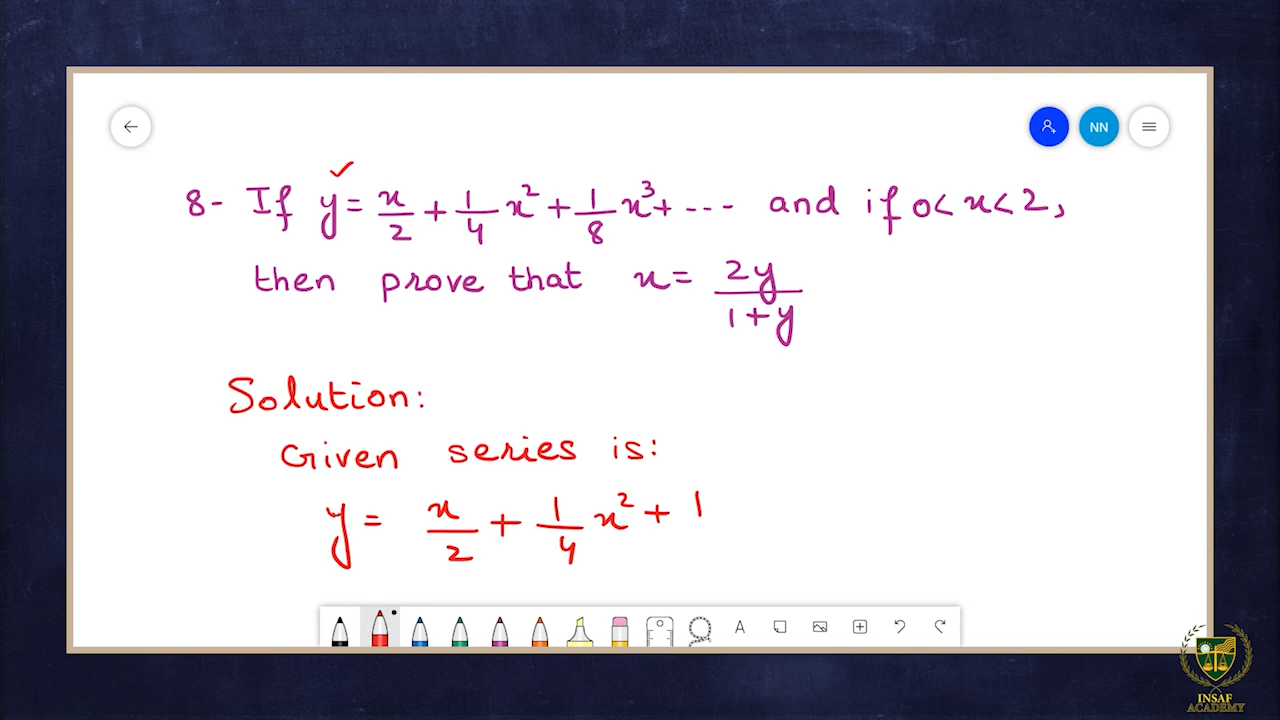 NN
8- If y = x/2 + 1/4 x² + 1/8 x³ + --- and if 0 < x < 2,
then prove that x = 2y/1+y
Solution:
Given series is:
y = x/2 + 1/4 x² + 1
A
INSAF
ACADEMY